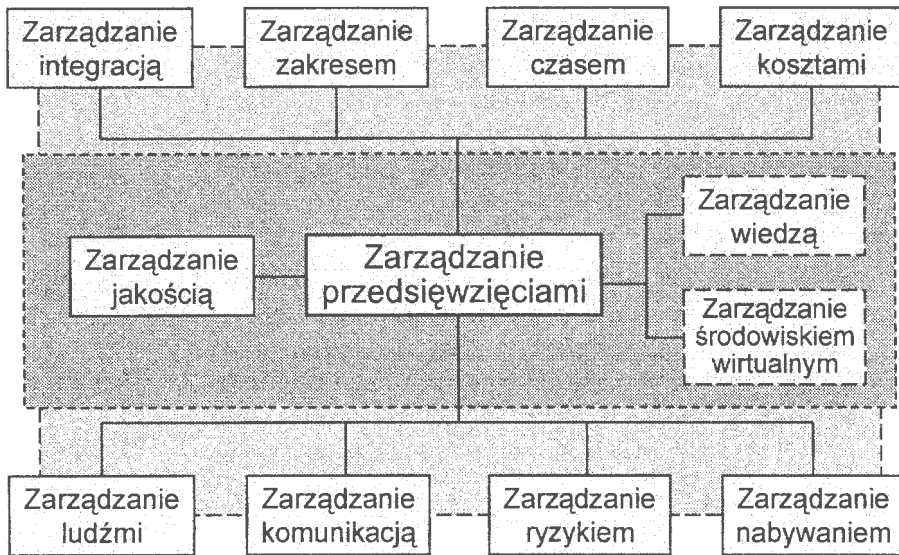 Zarządzanie
integracją
Zarządzanie
zakresem
Zarządzanie
czasem
Zarządzanie
kosztami
Zarządzanie
jakością
Zarządzanie
przedsięwzięciami
Zarządzanie
wiedzą
Zarządzanie
środowiskiem
wirtualnym
Zarządzanie
ludźmi
Zarządzanie
komunikacją
Zarządzanie
ryzykiem
Zarządzanie
nabywaniem